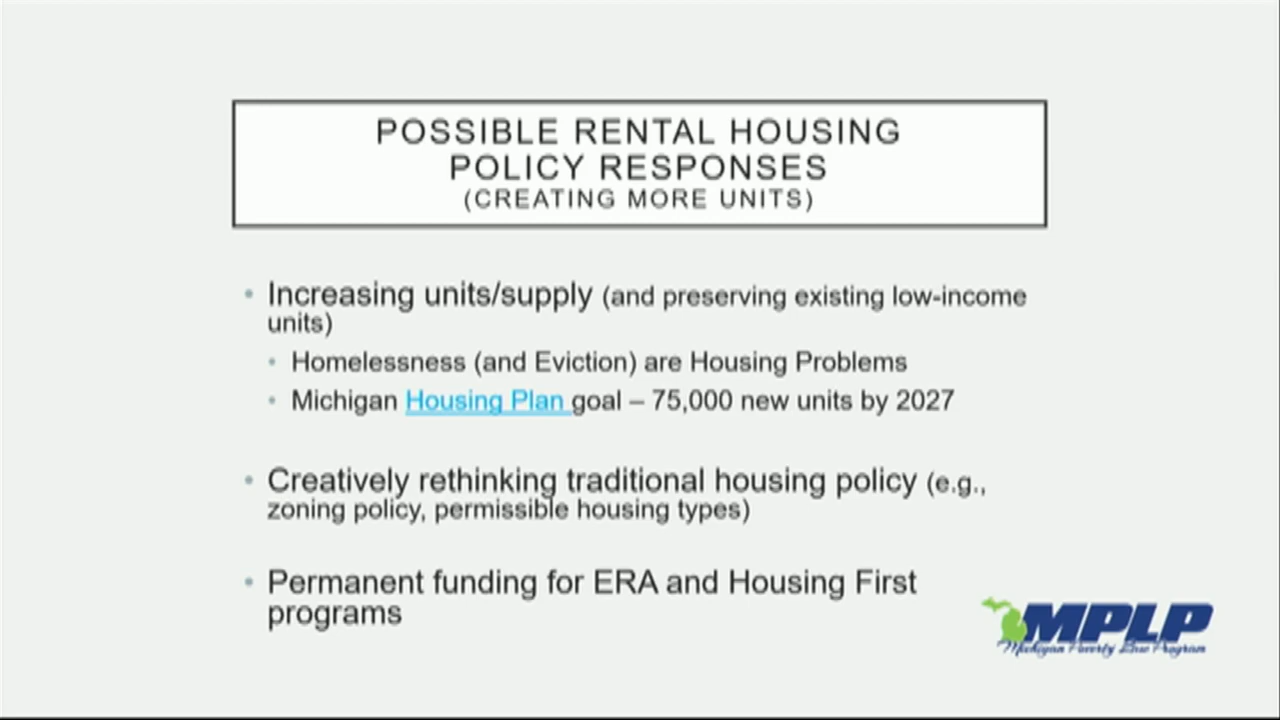 POSSIBLE RENTAL HOUSING
POLICY RESPONSES
(CREATING MORE UNITS)
• Increasing units/supply (and preserving existing low-income
units)
• Homelessness (and Eviction) are Housing Problems
• Michigan Housing Plan goal – 75,000 new units by 2027
• Creatively rethinking traditional housing policy (e.g.,
zoning policy, permissible housing types)
• Permanent funding for ERA and Housing First
programs
MPLP
Michigan Poverty Law Program